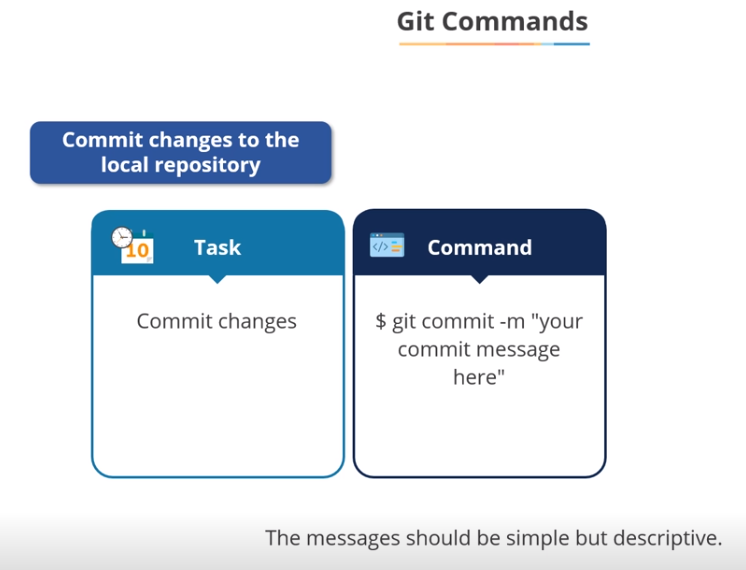 Git Commands
Commit changes to the
local repository
10
Task
</>
Command
Commit changes
$ git commit -m "your
commit message
here"
The messages should be simple but descriptive.